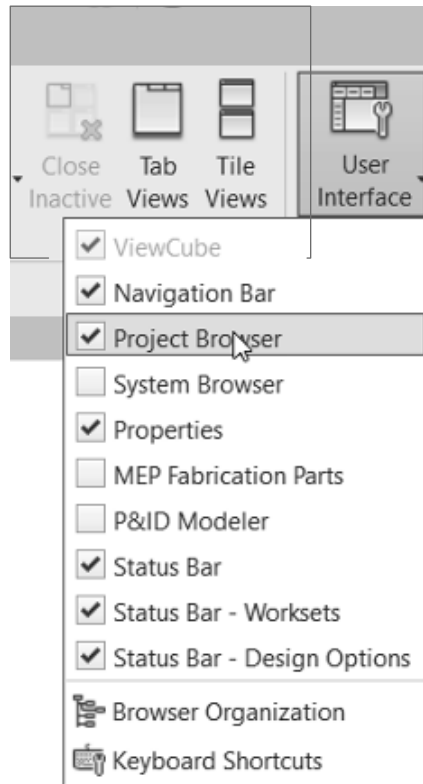 Close Tab Tile User
Inactive Views Views Interface
ViewCube
Navigation Bar
Project Browser
System Browser
Properties
MEP Fabrication Parts
P&ID Modeler
Status Bar
Status Bar - Worksets
Status Bar - Design Options
Browser Organization
Keyboard Shortcuts